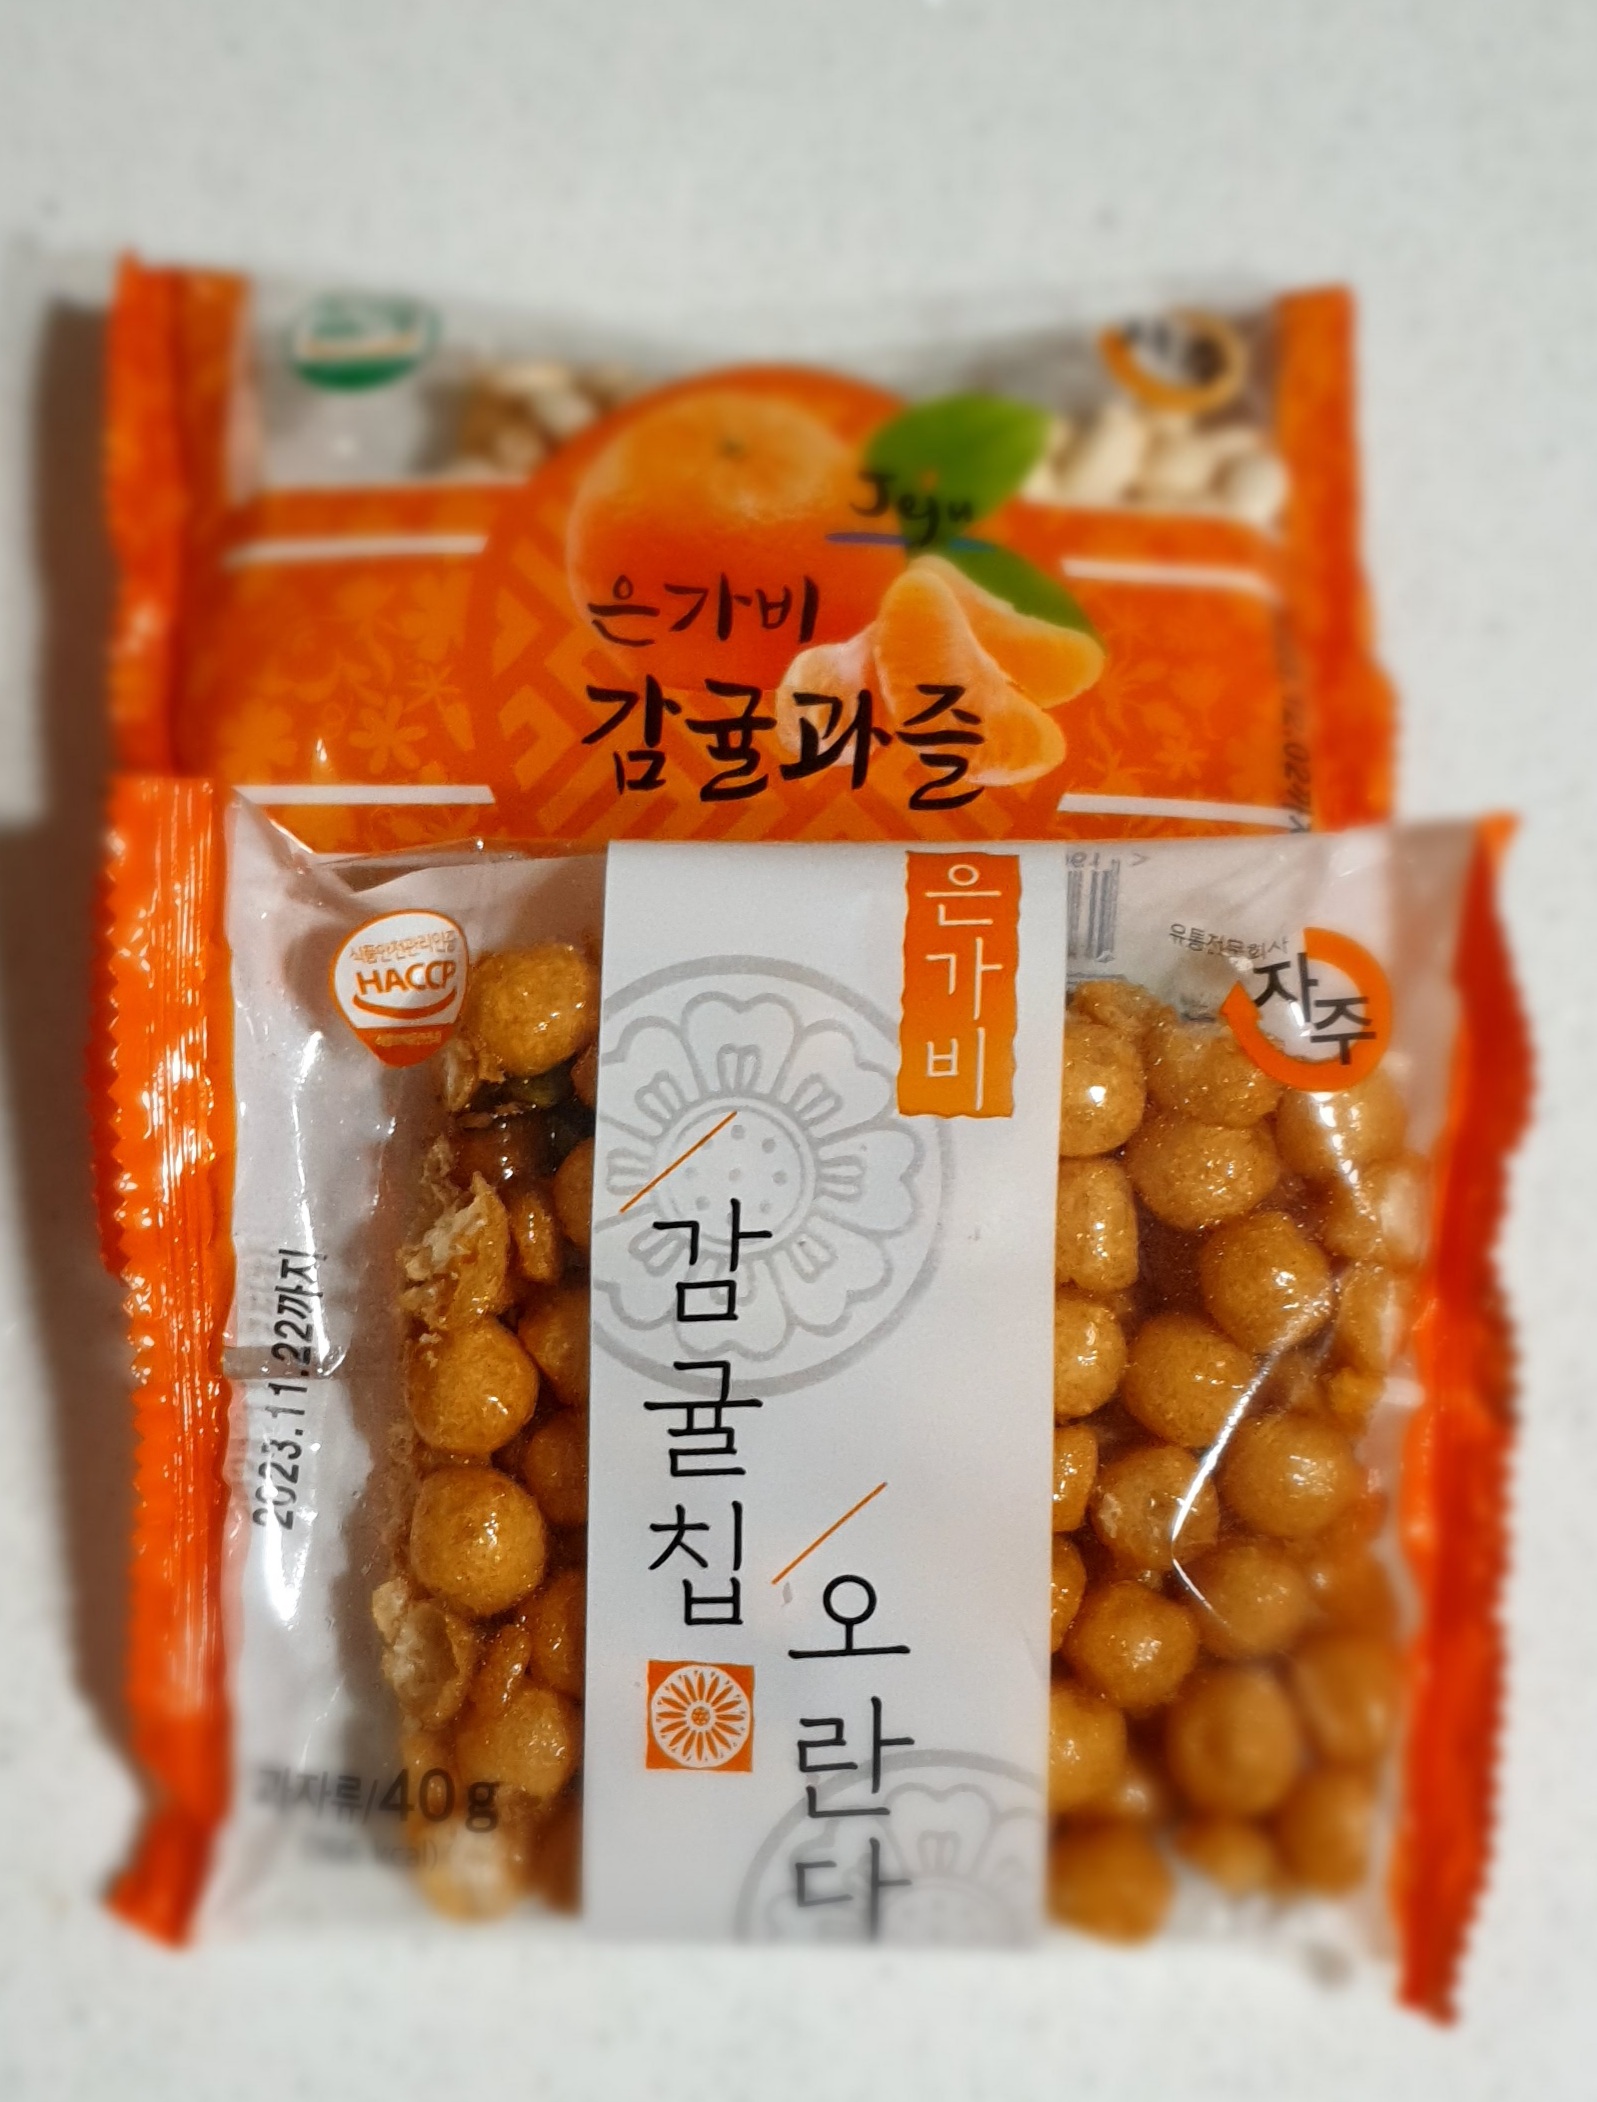 Jeju
은가비
감귤과즐
은가비
식품안전관리인증
HACCP
유통전문회사
자주
감귤칩
오란다
2023.11.22까지
과자류/40g